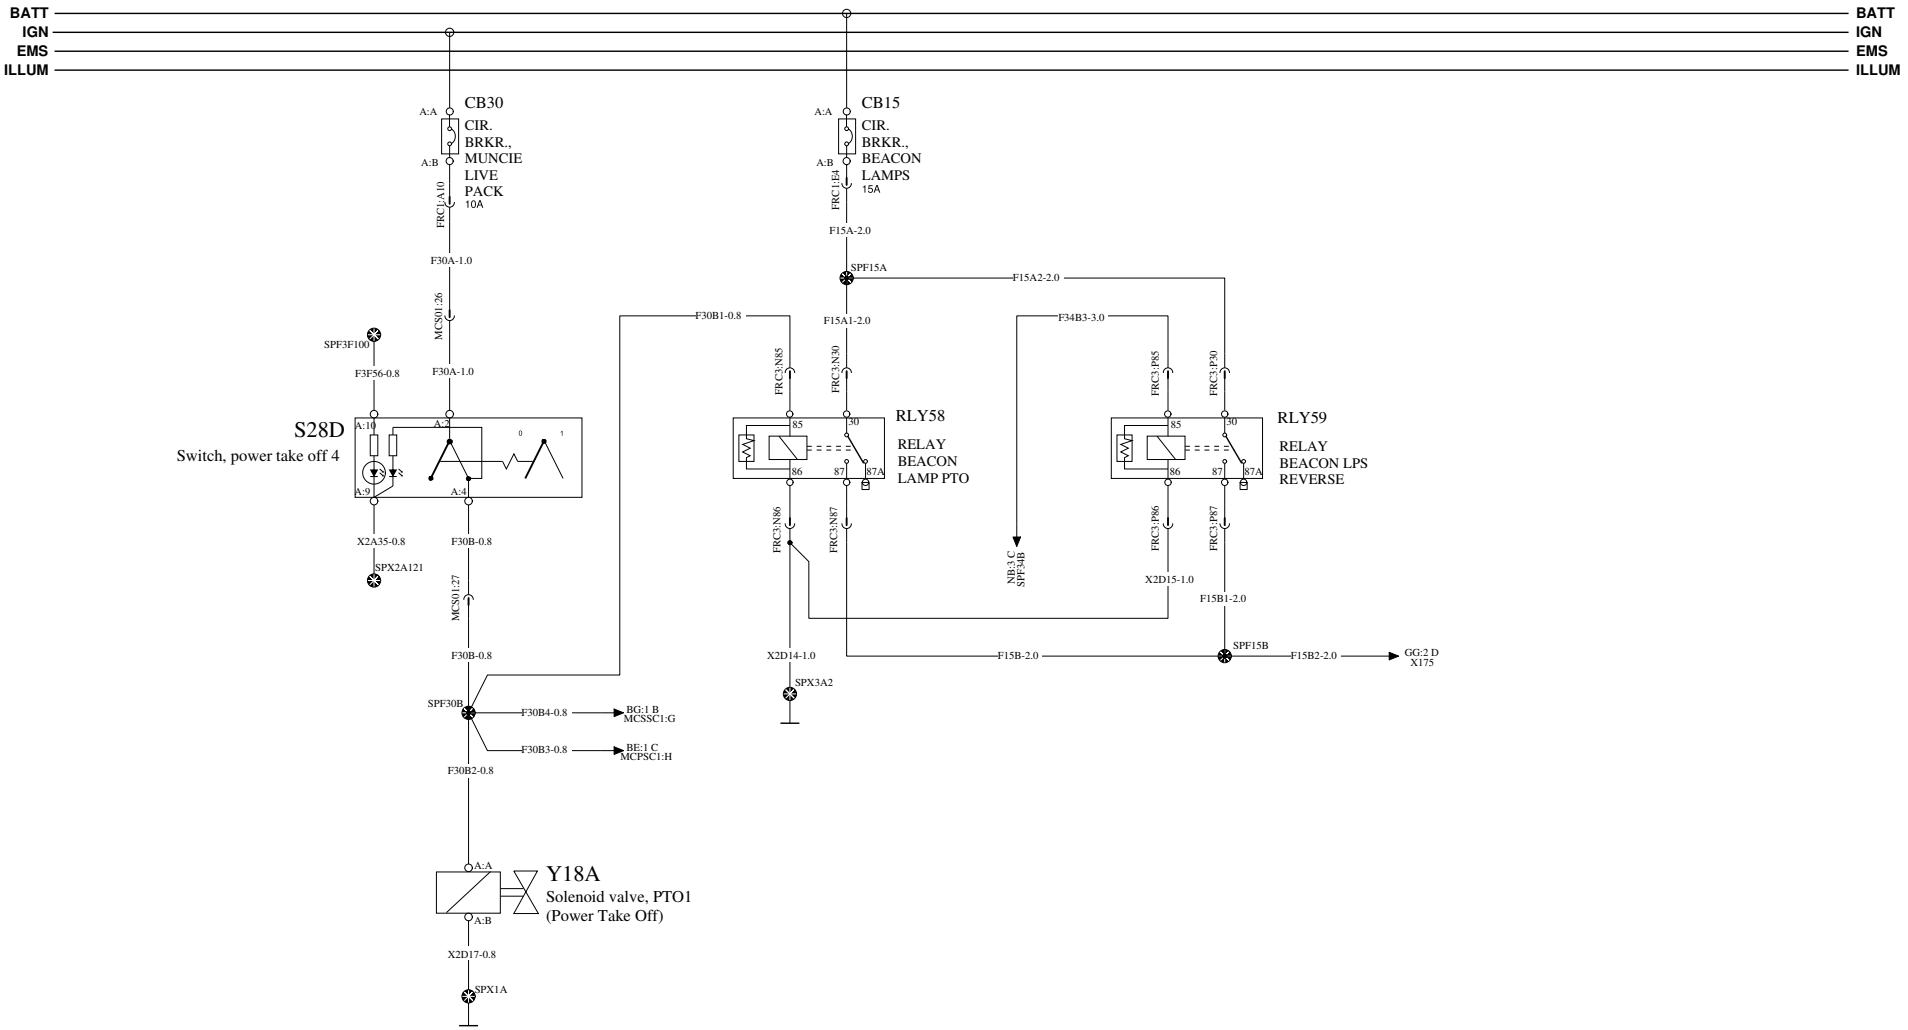 BATT
BATT
IGN
IGN
EMS
EMS
ILLUM
ILLUM
CB30
A:A
CIR.
BRKR.,
MUNCIE
LIVE
PACK
10A
A:B
FRC1:A10
F30A-1.0
MCS01:26
F30A-1.0
CB15
A:A
CIR.
BRKR.,
BEACON
LAMPS
15A
A:B
FRC1:E4
F15A-2.0
SPF15A
F15A2-2.0
F30B1-0.8
F15A1-2.0
F34B3-3.0
SPF3F100
F3F56-0.8
FRC3:N85
FRC3:N30
FRC3:P85
FRC3:P30
S28D
Switch, power take off 4
A:10
A:2
0
1
A:9
A:4
RLY58
RELAY
BEACON
LAMP PTO
85
30
86
87
87A
RLY59
RELAY
BEACON LPS
REVERSE
85
30
86
87
87A
X2A35-0.8
SPX2A121
F30B-0.8
MCS01:27
F30B-0.8
FRC3:N86
FRC3:N87
NB:3 C
SPF34B
FRC3:P86
FRC3:P87
X2D15-1.0
F15B1-2.0
X2D14-1.0
F15B-2.0
SPF15B
F15B2-2.0
GG:2 D
X175
SPX3A2
SPF30B
F30B4-0.8
BG:1 B
MCSSC1:G
F30B3-0.8
BE:1 C
MCPSC1:H
F30B2-0.8
A:A
Y18A
Solenoid valve, PTO1
(Power Take Off)
A:B
X2D17-0.8
SPX1A